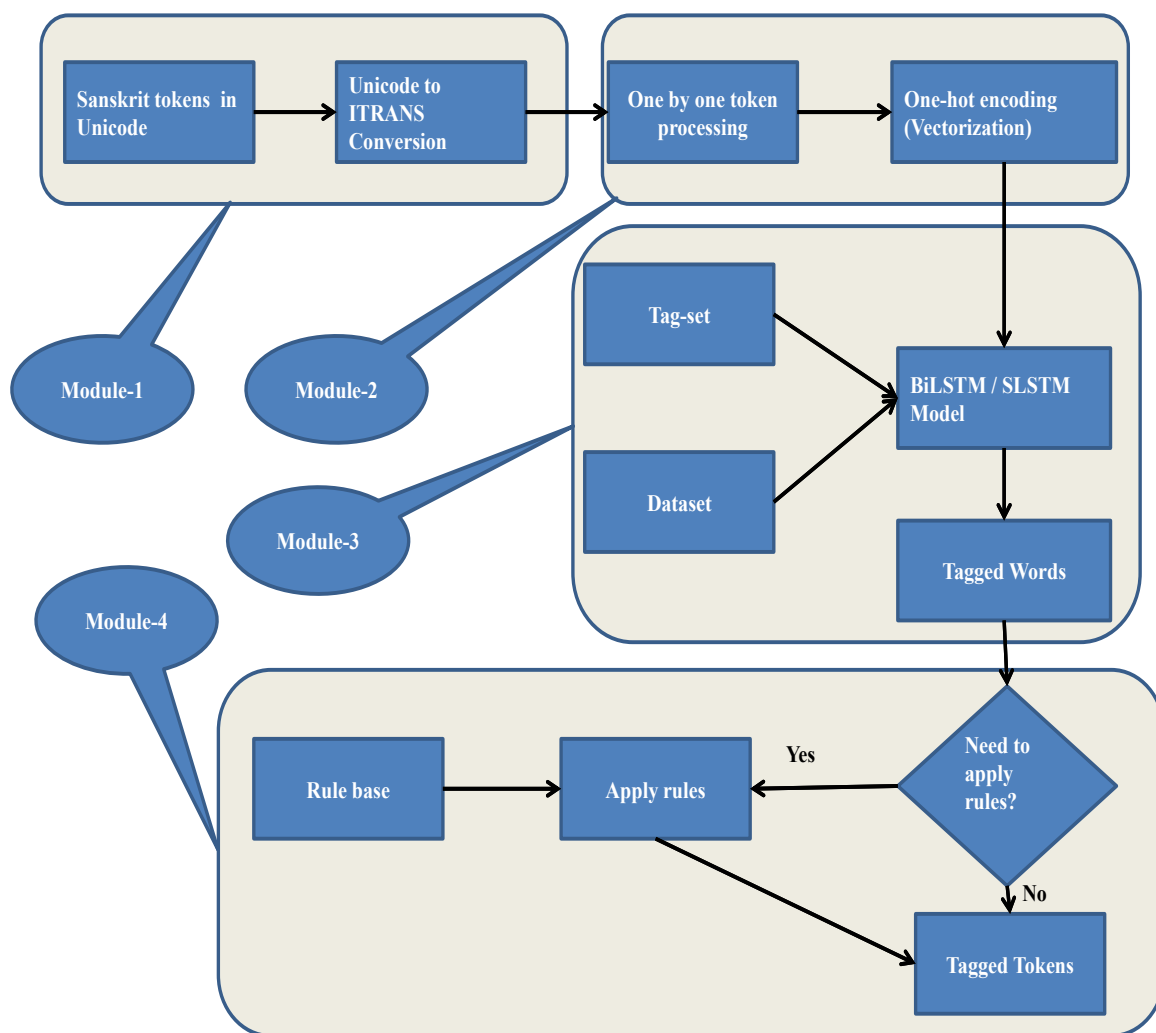 Sanskrit tokens in
Unicode
Unicode to
ITRANS
Conversion
One by one token
processing
One-hot encoding
(Vectorization)
Module-1
Module-2
Tag-set
BiLSTM / SLSTM
Model
Dataset
Module-3
Tagged Words
Module-4
Rule base
Apply rules
Yes
Need to
apply
rules?
No
Tagged Tokens